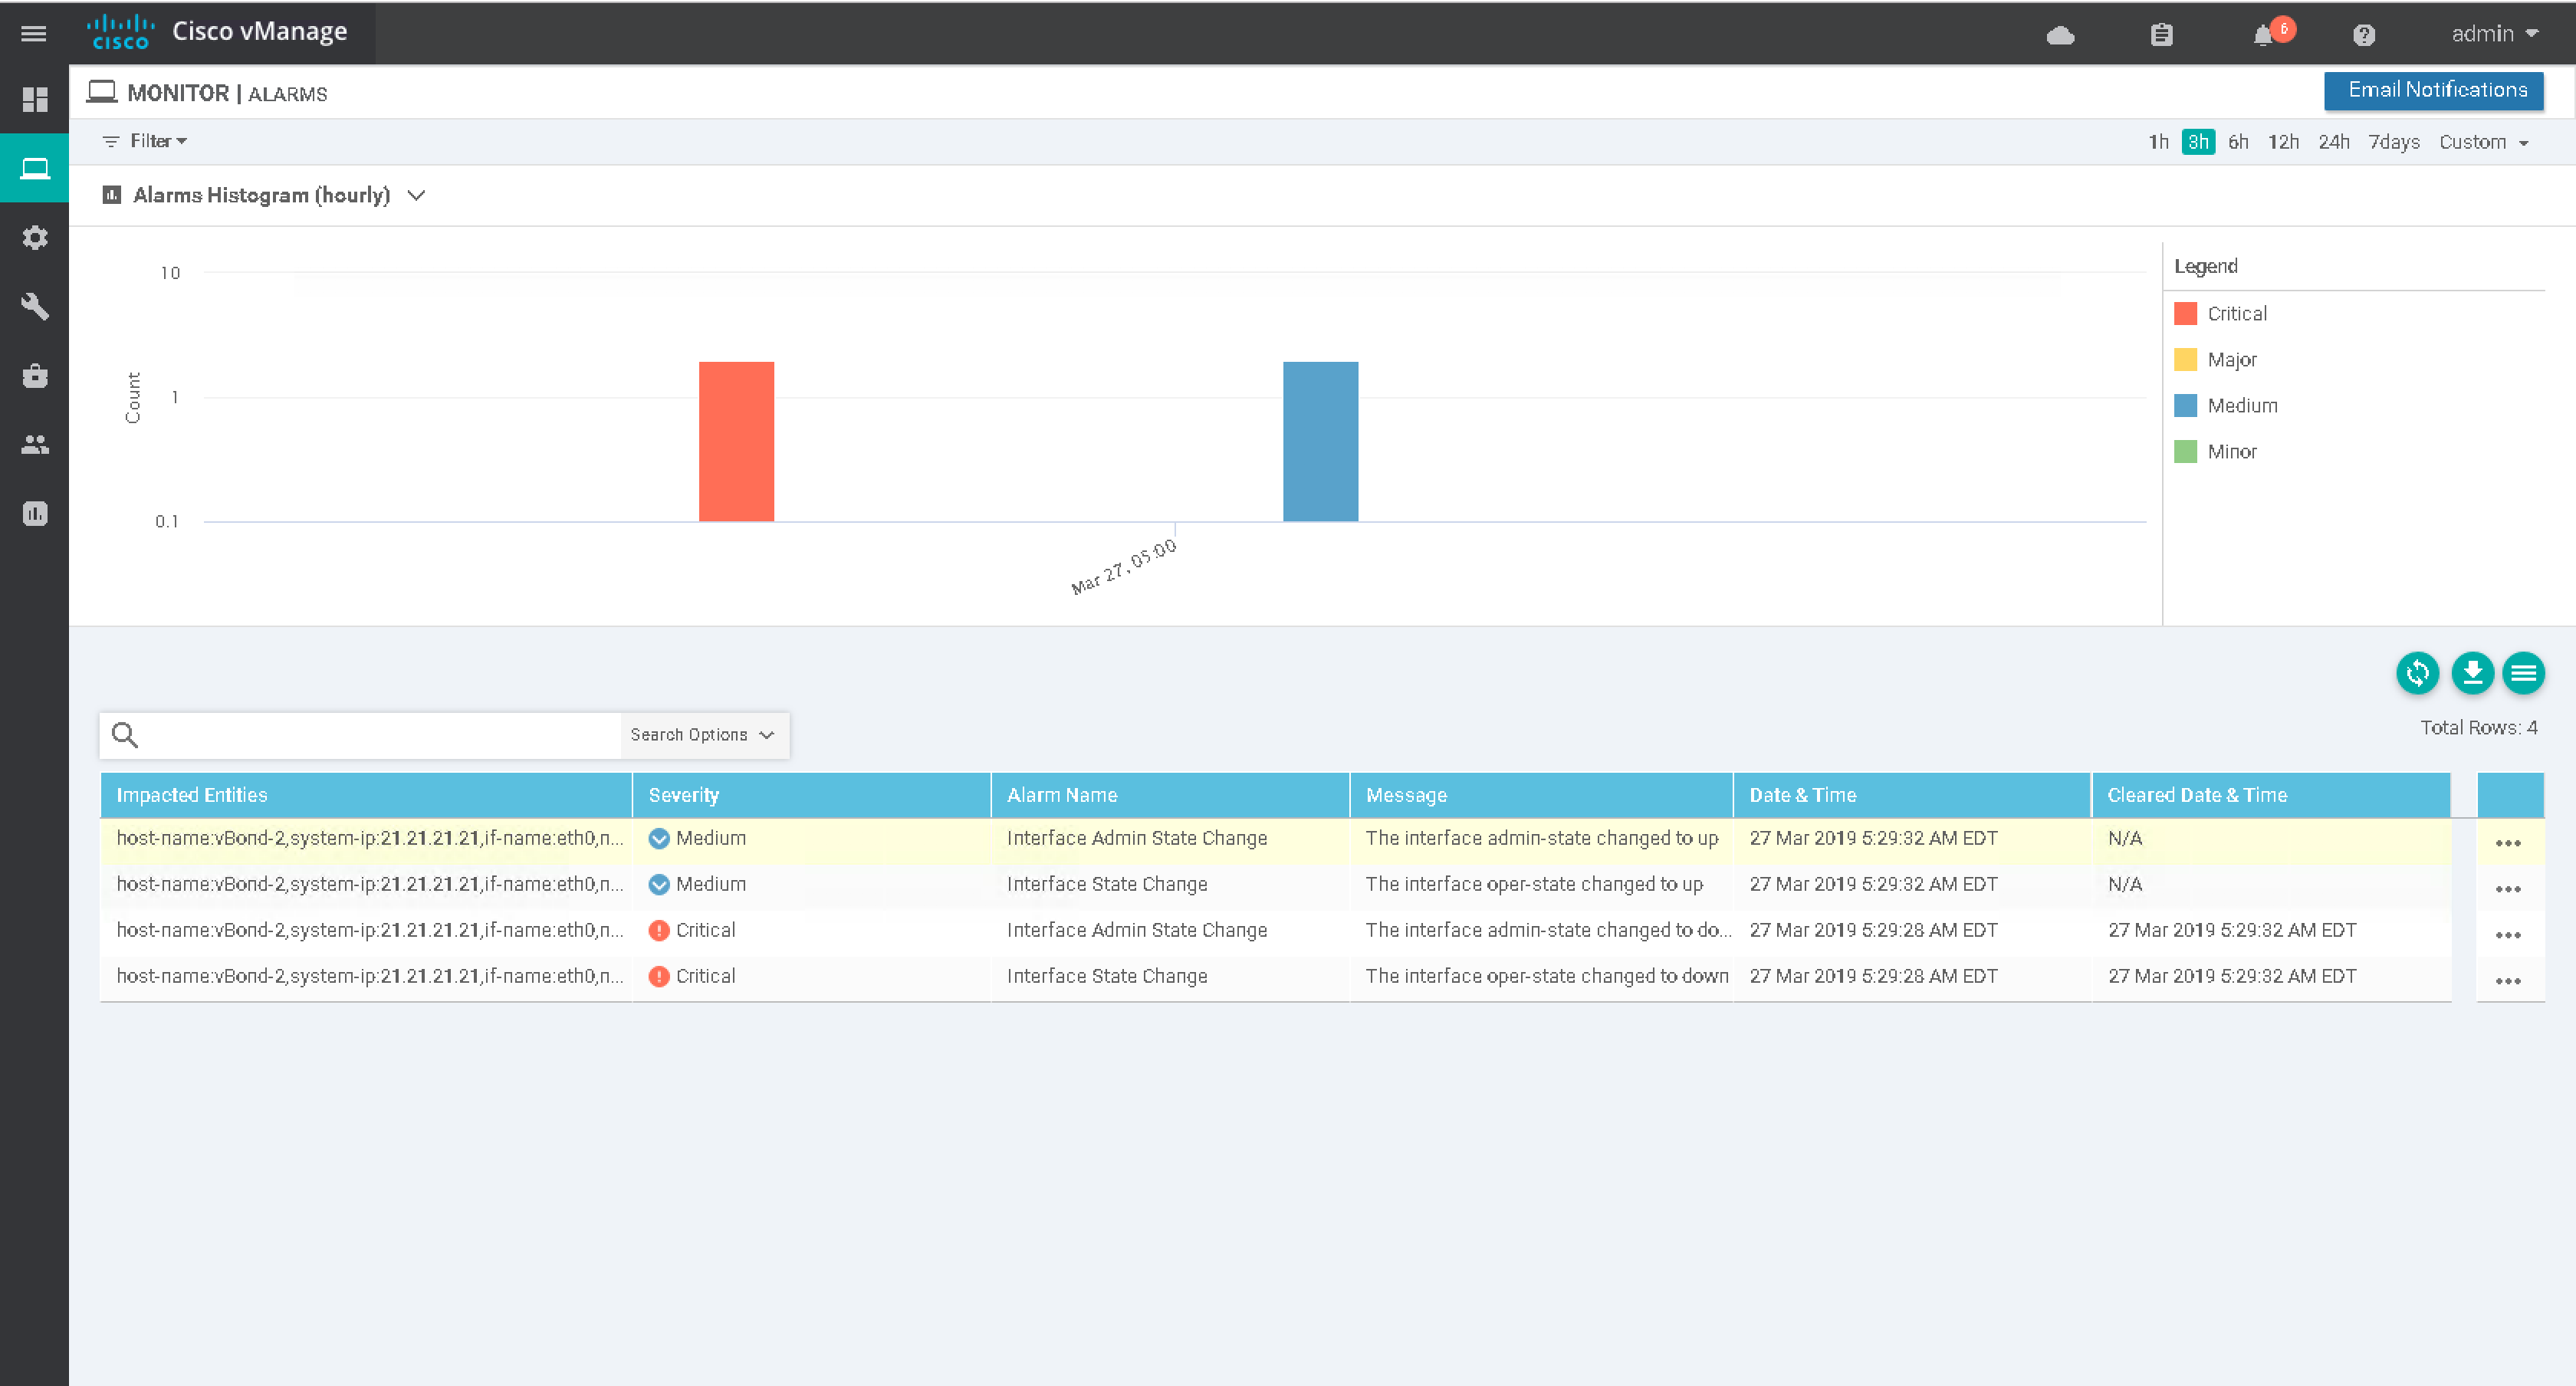 cisco Cisco vManage 6 admin
MONITOR | ALARMS Email Notifications
Filter 1h 3h 6h 12h 24h 7days Custom
Alarms Histogram (hourly)
10
1
0.1
Count
Mar 27, 05:00
Legend
Critical
Major
Medium
Minor
Search Options
Total Rows: 4
Impacted Entities Severity Alarm Name Message Date & Time Cleared Date & Time
host-name:vBond-2,system-ip:21.21.21.21,if-name:eth0,n... Medium Interface Admin State Change The interface admin-state changed to up 27 Mar 2019 5:29:32 AM EDT N/A
host-name:vBond-2,system-ip:21.21.21.21,if-name:eth0,n... Medium Interface State Change The interface oper-state changed to up 27 Mar 2019 5:29:32 AM EDT N/A
host-name:vBond-2,system-ip:21.21.21.21,if-name:eth0,n... Critical Interface Admin State Change The interface admin-state changed to do... 27 Mar 2019 5:29:28 AM EDT 27 Mar 2019 5:29:32 AM EDT
host-name:vBond-2,system-ip:21.21.21.21,if-name:eth0,n... Critical Interface State Change The interface oper-state changed to down 27 Mar 2019 5:29:28 AM EDT 27 Mar 2019 5:29:32 AM EDT